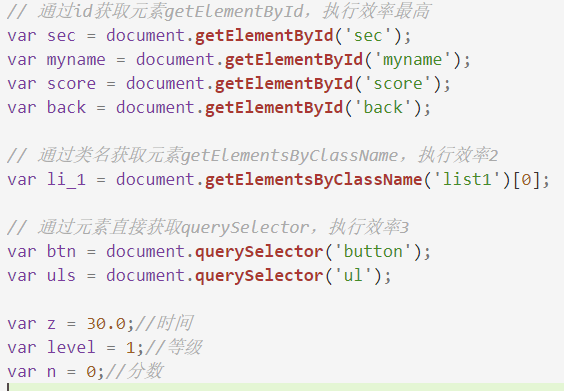 // 通过id获取元素getElementById，执行效率最高
var sec = document.getElementById('sec');
var myname = document.getElementById('myname');
var score = document.getElementById('score');
var back = document.getElementById('back');
// 通过类名获取元素getElementsByClassName，执行效率2
var li_1 = document.getElementsByClassName('list1')[0];
// 通过元素直接获取querySelector，执行效率3
var btn = document.querySelector('button');
var uls = document.querySelector('ul');
var z = 30.0;//时间
var level = 1;//等级
var n = 0;//分数